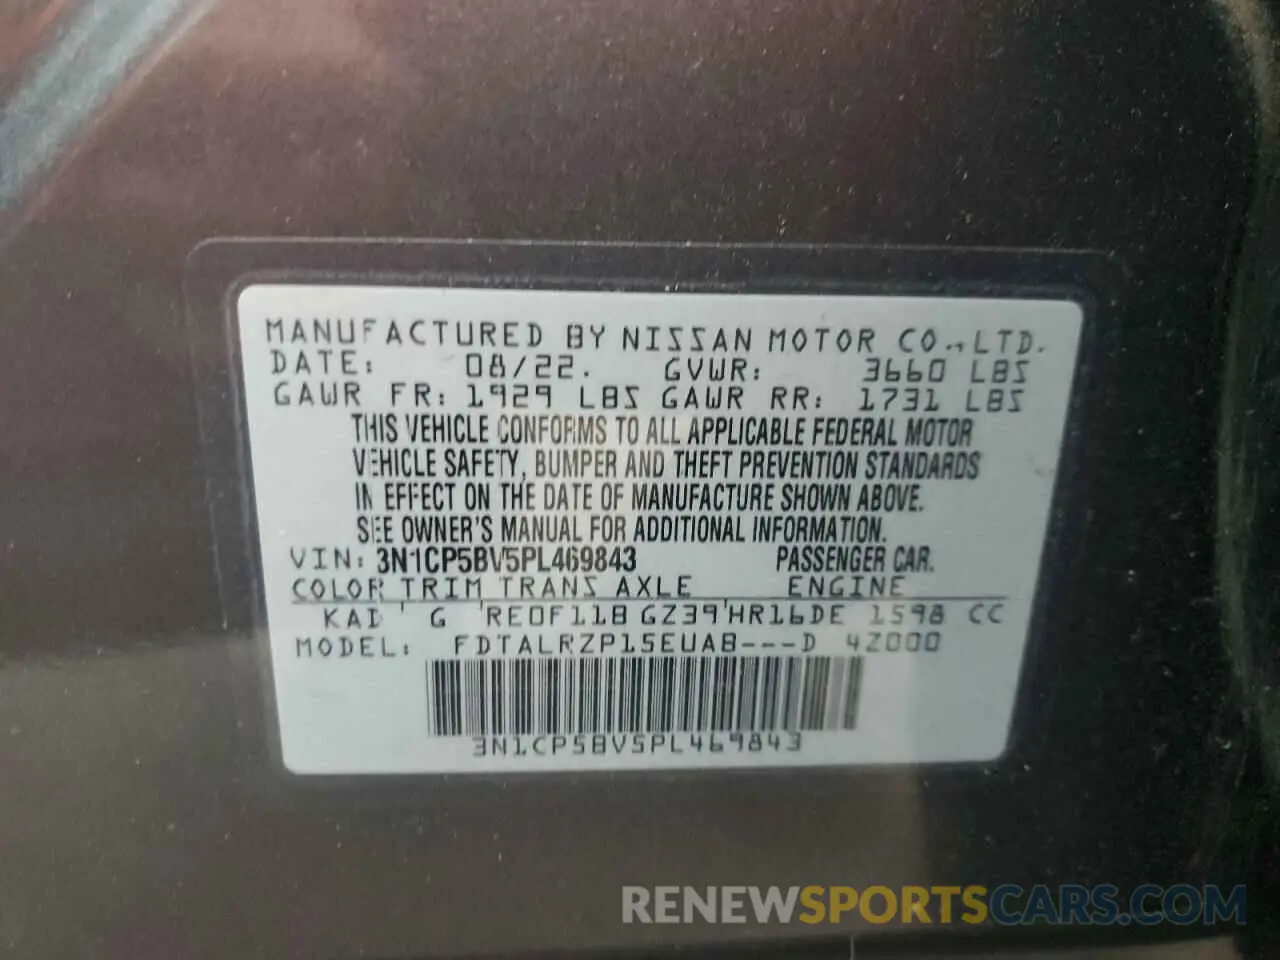 MANUFACTURED BY NISSAN MOTOR CO., LTD.
DATE: 08/22. GVWR: 3660 LBS
GAWR FR: 1929 LBS GAWR RR: 1731 LBS
THIS VEHICLE CONFORMS TO ALL APPLICABLE FEDERAL MOTOR
VEHICLE SAFETY, BUMPER AND THEFT PREVENTION STANDARDS
IN EFFECT ON THE DATE OF MANUFACTURE SHOWN ABOVE.
SEE OWNER'S MANUAL FOR ADDITIONAL INFORMATION.
VIN: 3N1CP5BV5PL469843 PASSENGER CAR.
COLOR TRIM TRANS AXLE ENGINE
KAD G RE0F11B GZ39 HR16DE 1598 CC
MODEL: FDTALRZP15EUAB---D 4Z000
3N1CP5BV5PL469843
RENEWSPORTSCARS.COM